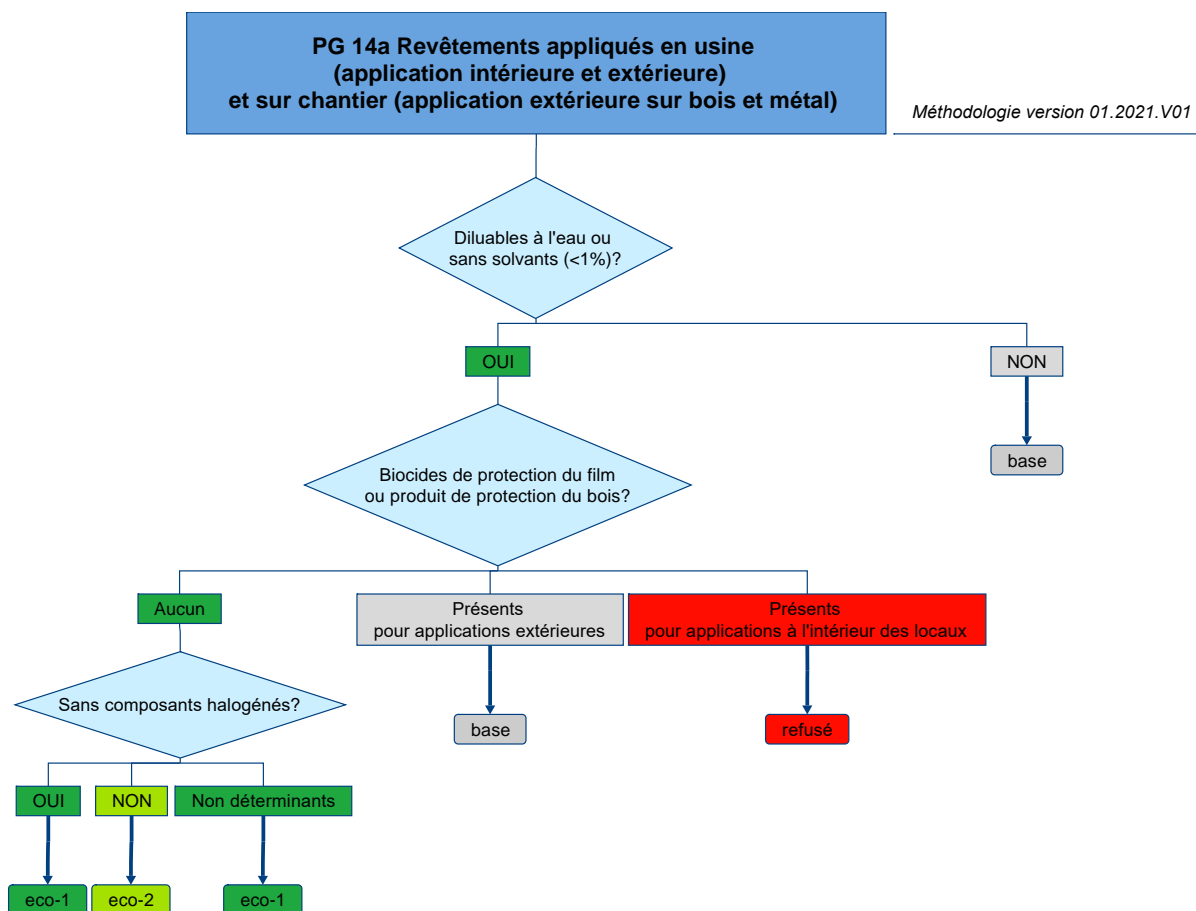 PG 14a Revêtements appliqués en usine
(application intérieure et extérieure)
et sur chantier (application extérieure sur bois et métal)
Méthodologie version 01.2021.V01
Diluables à l'eau ou
sans solvants (<1%)?
OUI
NON
base
Biocides de protection du film
ou produit de protection du bois?
Aucun
Présents
pour applications extérieures
Présents
pour applications à l'intérieur des locaux
Sans composants halogénés?
base
refusé
OUI
NON
Non déterminants
eco-1
eco-2
eco-1